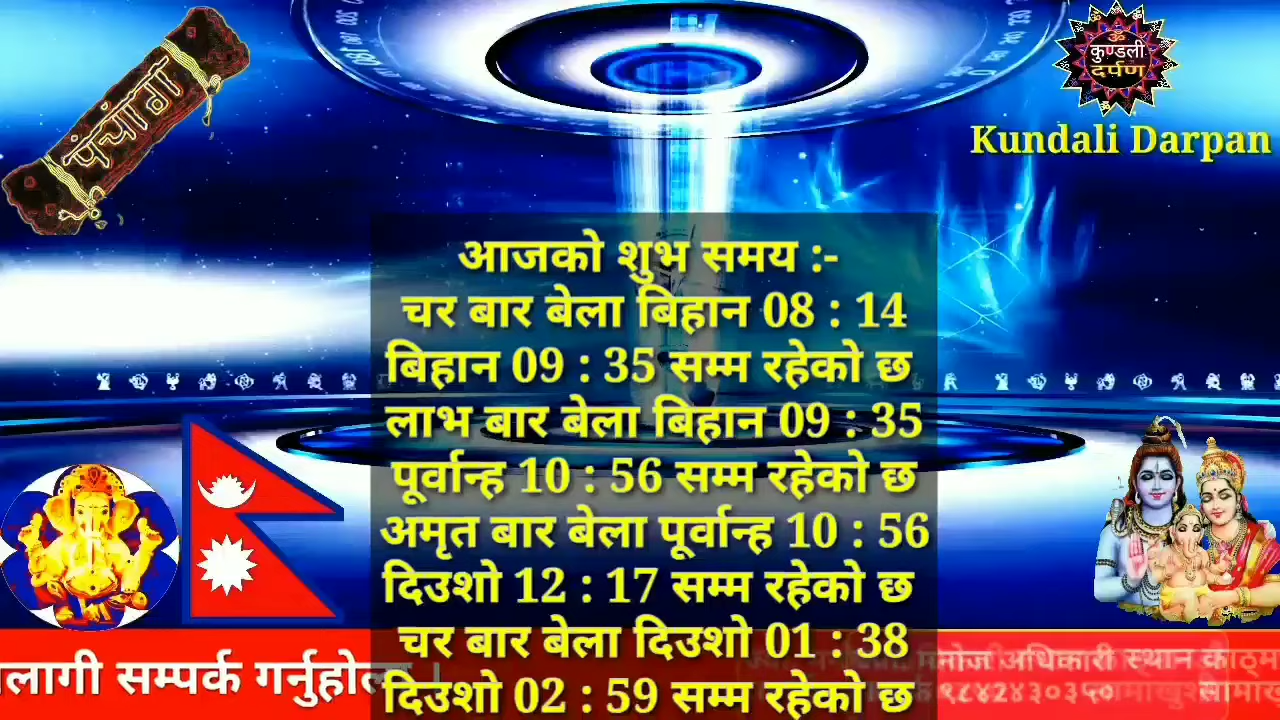 पंचांग
ॐ
कुण्डली
दर्पण
Kundali Darpan
आजको शुभ समय :-
चर बार बेला बिहान 08 : 14
बिहान 09 : 35 सम्म रहेको छ
लाभ बार बेला बिहान 09 : 35
पूर्वान्ह 10 : 56 सम्म रहेको छ
अमृत बार बेला पूर्वान्ह 10 : 56
दिउशो 12 : 17 सम्म रहेको छ
चर बार बेला दिउशो 01 : 38
दिउशो 02 : 59 सम्म रहेको छ
लागी सम्पर्क गर्नुहो
मनोज अधिकारी स्थान काठ्मा
९८४२४३०३५०